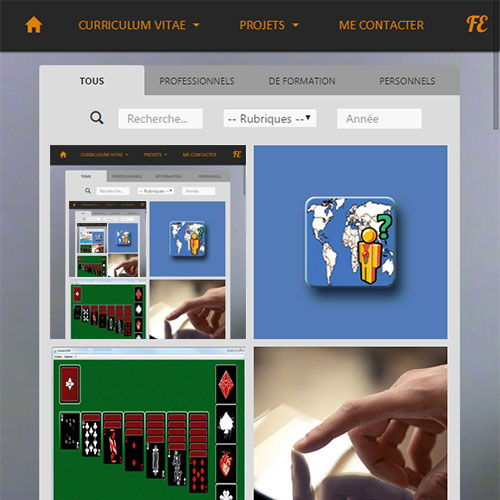 CURRICULUM VITAE PROJETS ME CONTACTER FE
TOUS PROFESSIONNELS DE FORMATION PERSONNELS
Recherche... -- Rubriques -- Année
CURRICULUM VITAE PROJETS ME CONTACTER FE
TOUS PROFESSIONNELS DE FORMATION PERSONNELS
Recherche... -- Rubriques -- Année
?
?